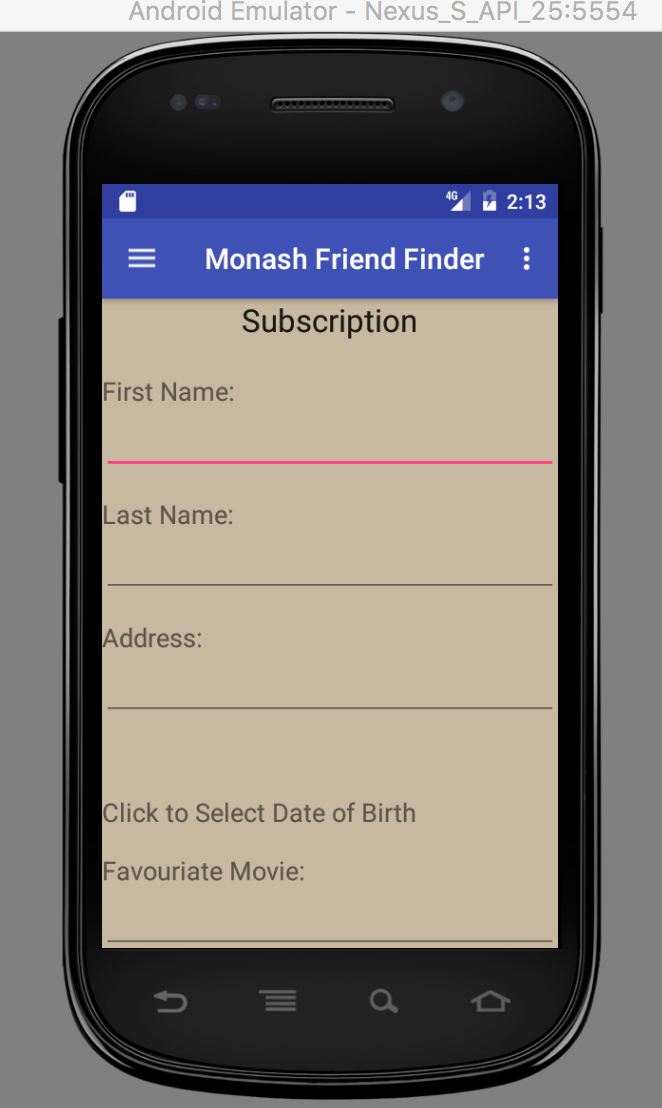 Android Emulator - Nexus_S_API_25:5554
4G 2:13
Monash Friend Finder
Subscription
First Name:
Last Name:
Address:
Click to Select Date of Birth
Favouriate Movie: